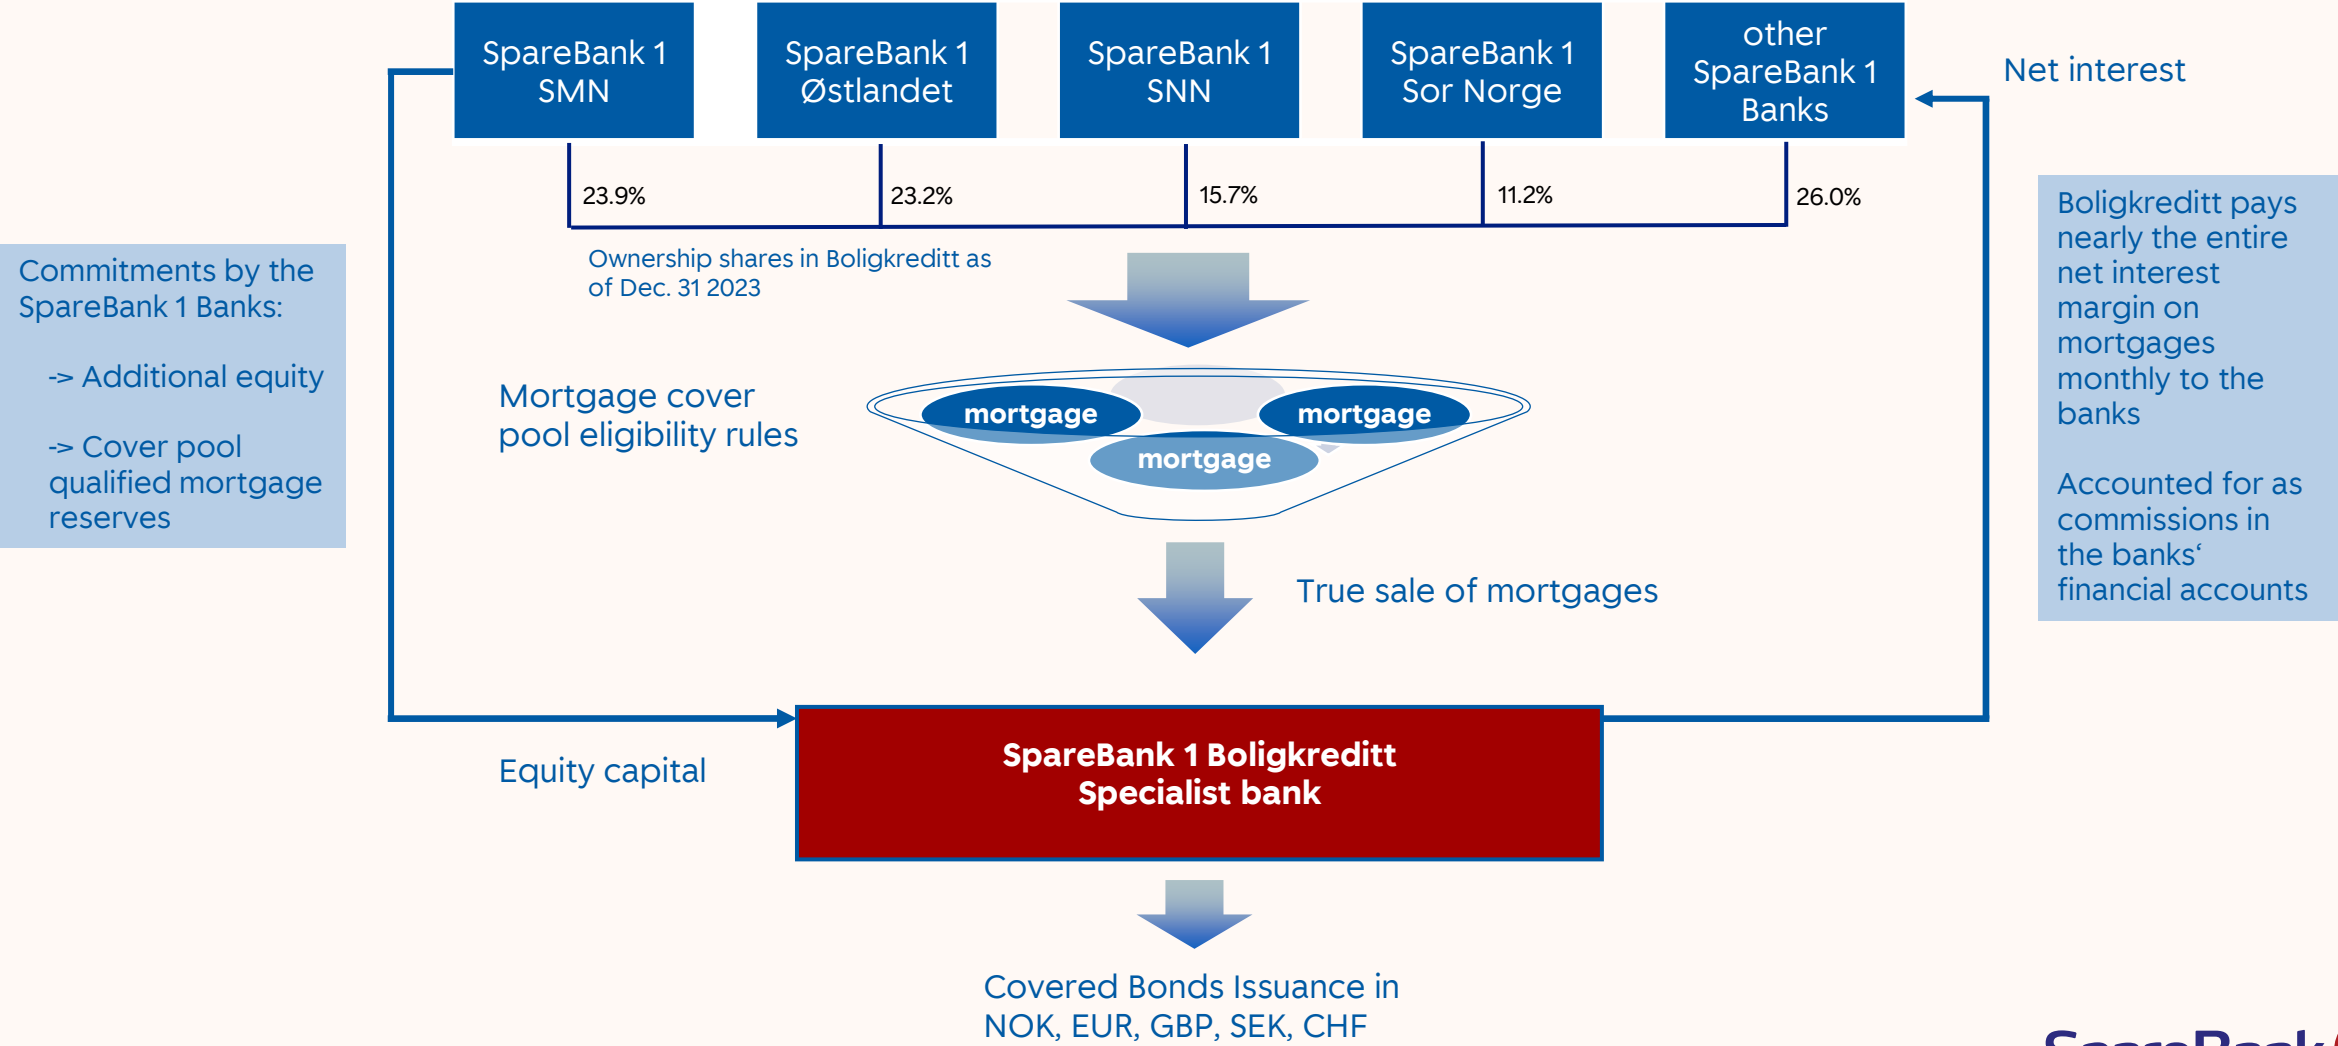 SpareBank 1
SMN
SpareBank 1
Østlandet
SpareBank 1
SNN
SpareBank 1
Sor Norge
other
SpareBank 1
Banks
Net interest
23.9%
23.2%
15.7%
11.2%
26.0%
Ownership shares in Boligkreditt as
of Dec. 31 2023
Commitments by the
SpareBank 1 Banks:
-> Additional equity
-> Cover pool
qualified mortgage
reserves
Boligkreditt pays
nearly the entire
net interest
margin on
mortgages
monthly to the
banks
Accounted for as
commissions in
the banks‘
financial accounts
Mortgage cover
pool eligibility rules
mortgage
mortgage
mortgage
True sale of mortgages
Equity capital
SpareBank 1 Boligkreditt
Specialist bank
Covered Bonds Issuance in
NOK, EUR, GBP, SEK, CHF
SpareBank